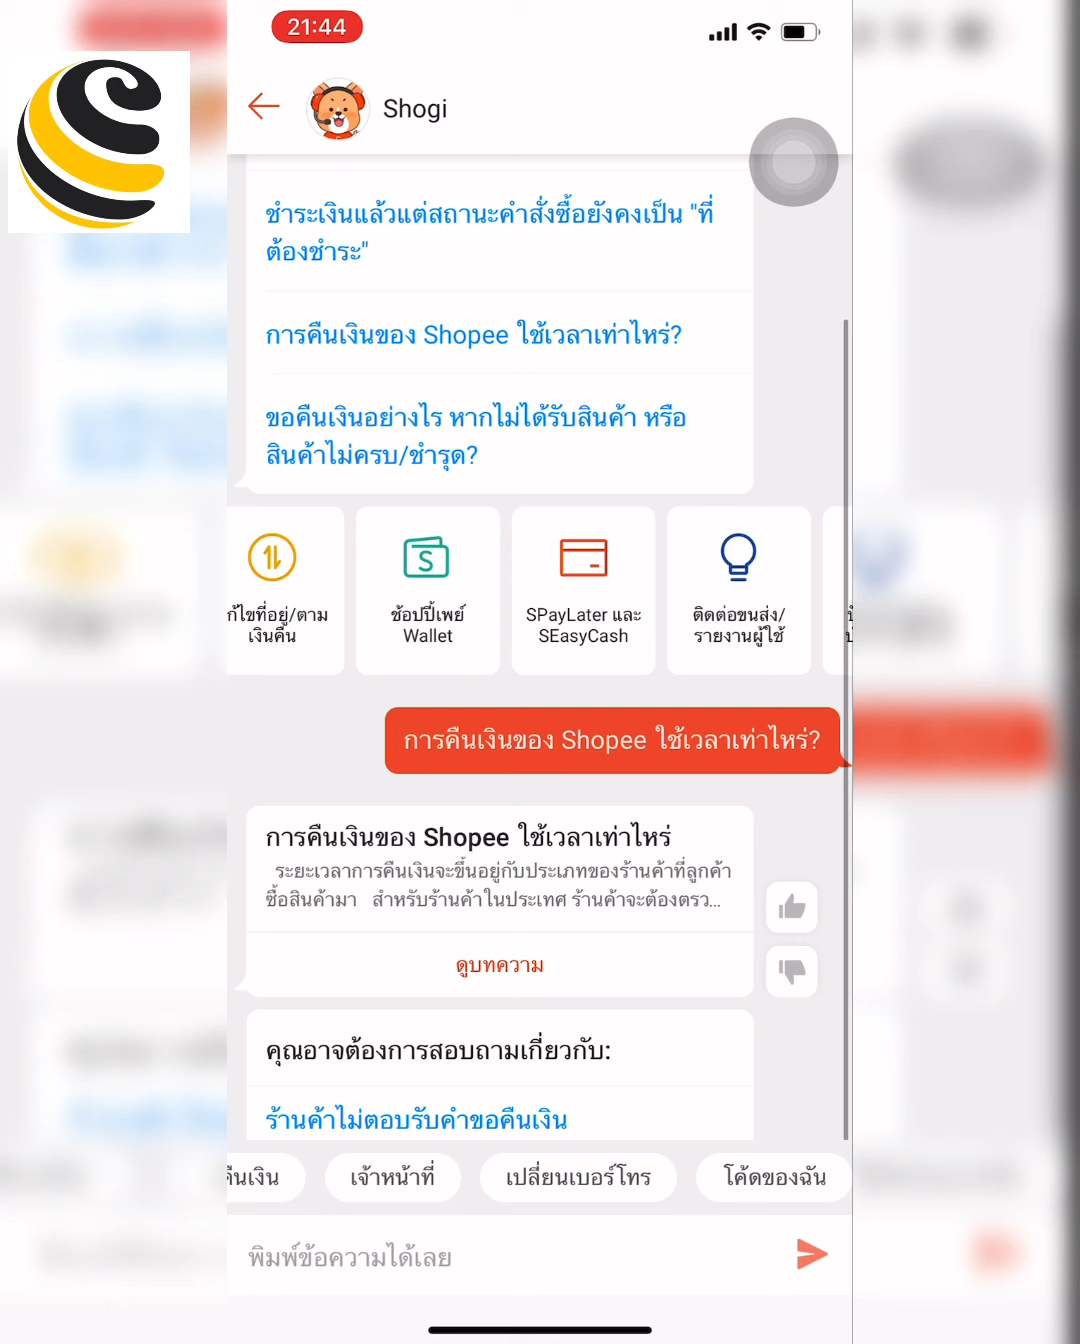 21:44
Shogi
ชำระเงินแล้วแต่สถานะคำสั่งซื้อยังคงเป็น "ที่
ต้องชำระ"
การคืนเงินของ Shopee ใช้เวลาเท่าไหร่?
ขอคืนเงินอย่างไร หากไม่ได้รับสินค้า หรือ
สินค้าไม่ครบ/ชำรุด?
ก้ไขที่อยู่/ตาม
เงินคืน
ช้อปปี้เพย์
Wallet
SPayLater และ
SEasyCash
ติดต่อขนส่ง/
รายงานผู้ใช้
การคืนเงินของ Shopee ใช้เวลาเท่าไหร่?
การคืนเงินของ Shopee ใช้เวลาเท่าไหร่
ระยะเวลาการคืนเงินจะขึ้นอยู่กับประเภทของร้านค้าที่ลูกค้า
ซื้อสินค้ามา สำหรับร้านค้าในประเทศ ร้านค้าจะต้องตรว...
ดูบทความ
คุณอาจต้องการสอบถามเกี่ยวกับ:
ร้านค้าไม่ตอบรับคำขอคืนเงิน
คืนเงิน
เจ้าหน้าที่
เปลี่ยนเบอร์โทร
โค้ดของฉัน
พิมพ์ข้อความได้เลย